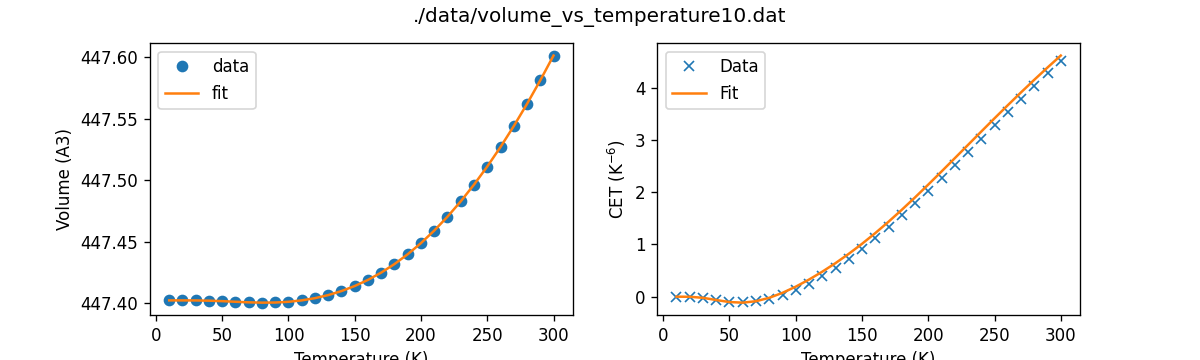 ./data/volume_vs_temperature10.dat
447.60
447.55
447.50
447.45
447.40
Volume (A3)
data
fit
0 50 100 150 200 250 300
Temperature (K)
4
3
2
1
0
CET (K⁻⁶)
Data
Fit
0 50 100 150 200 250 300
Temperature (K)